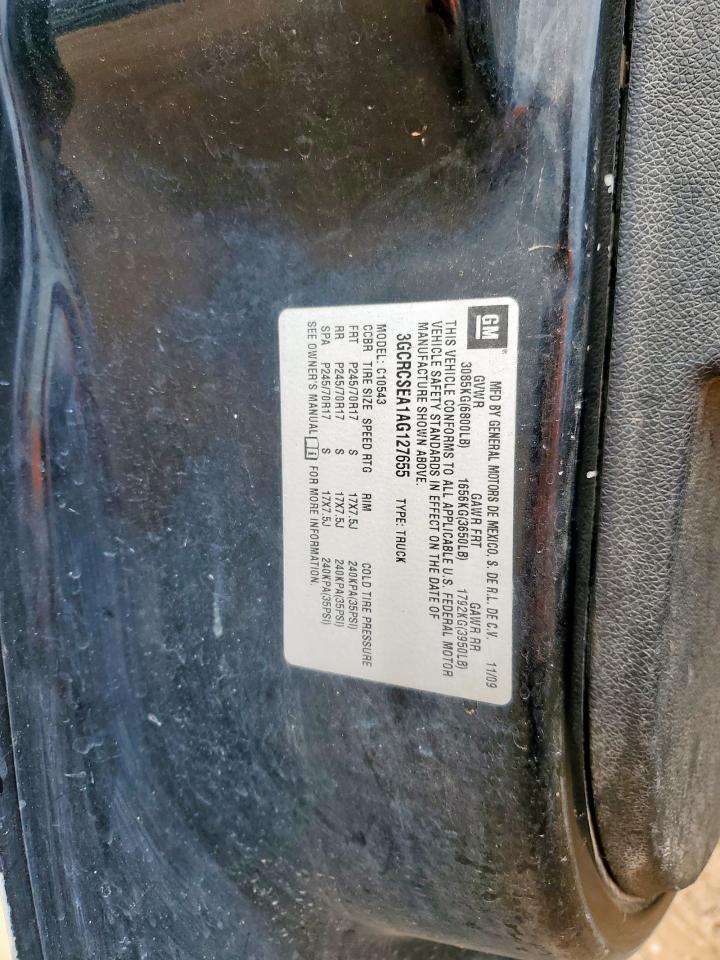 GM ® MFD BY GENERAL MOTORS DE MEXICO, S. DE R.L. DE C.V. 11/09
GVWR GAWR FRT GAWR RR
3085KG(6800LB) 1656KG(3650LB) 1792KG(3950LB)
THIS VEHICLE CONFORMS TO ALL APPLICABLE U.S. FEDERAL MOTOR
VEHICLE SAFETY STANDARDS IN EFFECT ON THE DATE OF
MANUFACTURE SHOWN ABOVE.
3GCRCSEA1AG127655 TYPE: TRUCK
MODEL: C10543
CCBR TIRE SIZE SPEED RTG RIM COLD TIRE PRESSURE
FRT P245/70R17 S 17X7.5J 240KPA(35PSI)
RR P245/70R17 S 17X7.5J 240KPA(35PSI)
SPA P245/70R17 S 17X7.5J 240KPA(35PSI)
SEE OWNER'S MANUAL FOR MORE INFORMATION.